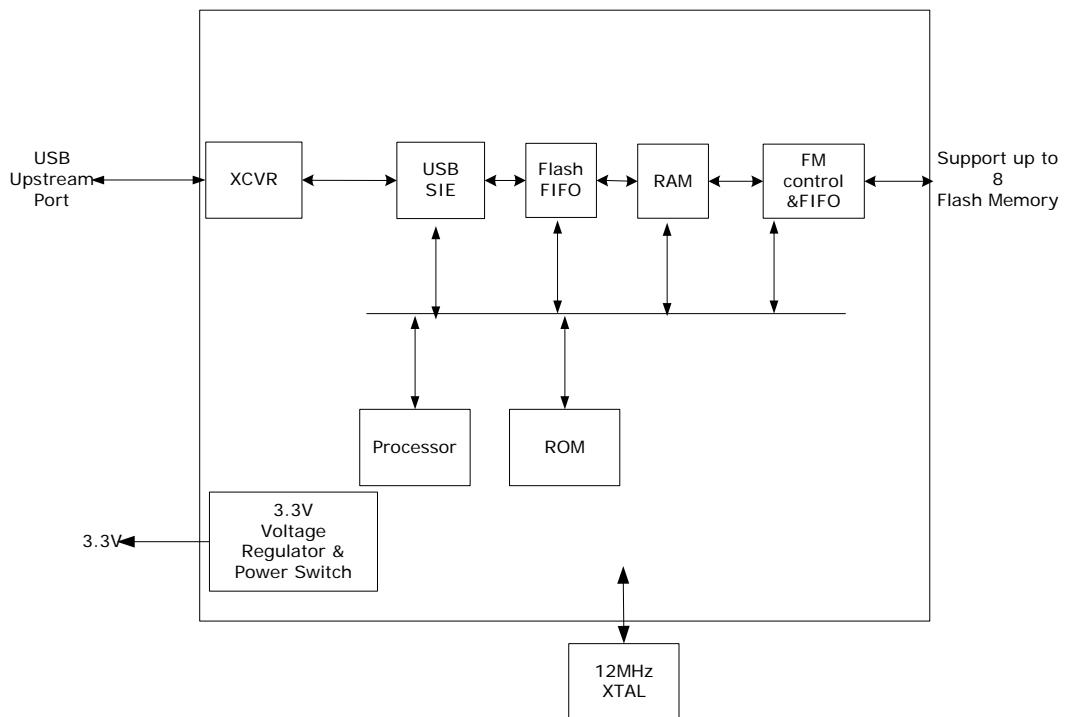 USB
Upstream
Port
XCVR
USB
SIE
Flash
FIFO
RAM
FM
control
&FIFO
Support up to
8
Flash Memory
Processor
ROM
3.3V
Voltage
Regulator &
Power Switch
3.3V
12MHz
XTAL